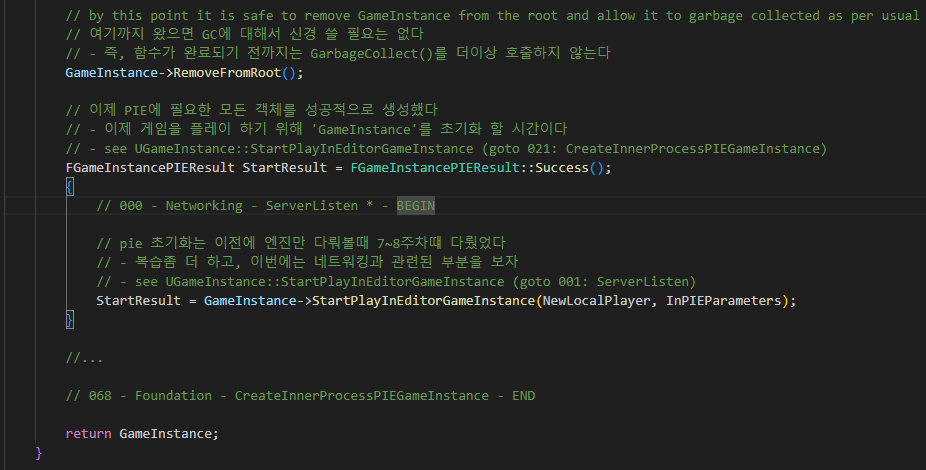 // by this point it is safe to remove GameInstance from the root and allow it to garbage collected as per usual
// 여기까지 왔으면 GC에 대해서 신경 쓸 필요는 없다
// - 즉, 함수가 완료되기 전까지는 GarbageCollect()를 더이상 호출하지 않는다
GameInstance->RemoveFromRoot();
// 이제 PIE에 필요한 모든 객체를 성공적으로 생성했다
// - 이제 게임을 플레이 하기 위해 'GameInstance'를 초기화 할 시간이다
// - see UGameInstance::StartPlayInEditorGameInstance (goto 021: CreateInnerProcessPIEGameInstance)
FGameInstancePIEResult StartResult = FGameInstancePIEResult::Success();
{
// 000 - Networking - ServerListen * - BEGIN
// pie 초기화는 이전에 엔진만 다뤄볼때 7~8주차때 다뤘었다
// - 복습좀 더 하고, 이번에는 네트워킹과 관련된 부분을 보자
// - see UGameInstance::StartPlayInEditorGameInstance (goto 001: ServerListen)
StartResult = GameInstance->StartPlayInEditorGameInstance(NewLocalPlayer, InPIEParameters);
}
//...
// 068 - Foundation - CreateInnerProcessPIEGameInstance - END
return GameInstance;
}